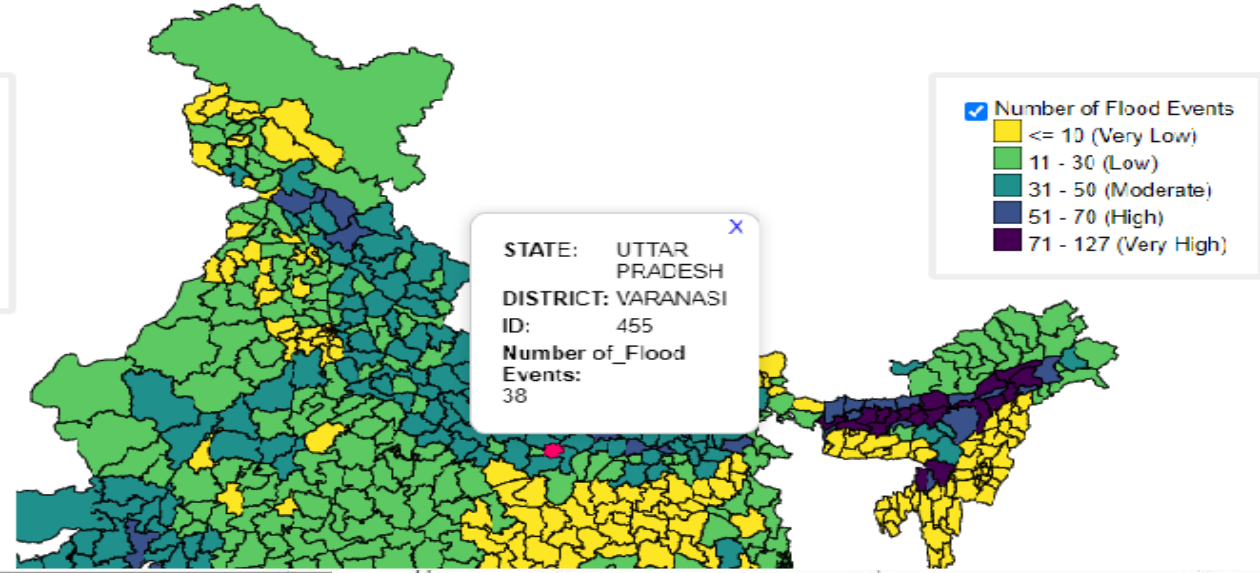 X
STATE: UTTAR
PRADESH
DISTRICT: VARANASI
ID: 455
Number of_Flood
Events:
38
Number of Flood Events
<= 10 (Very Low)
11 - 30 (Low)
31 - 50 (Moderate)
51 - 70 (High)
71 - 127 (Very High)